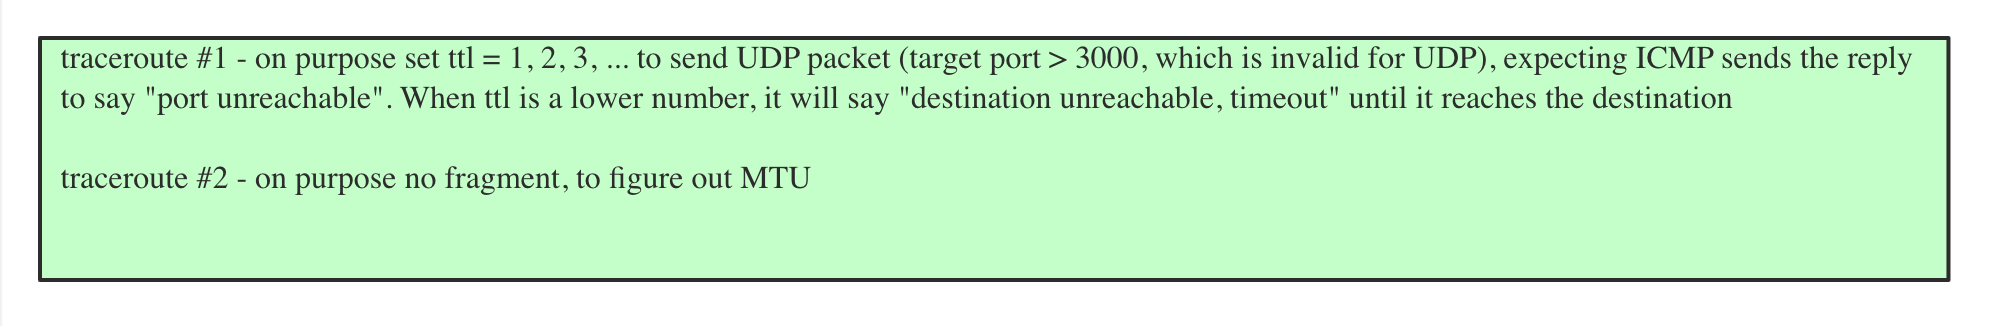 traceroute #1 - on purpose set ttl = 1, 2, 3, ... to send UDP packet (target port > 3000, which is invalid for UDP), expecting ICMP sends the reply
to say "port unreachable". When ttl is a lower number, it will say "destination unreachable, timeout" until it reaches the destination
traceroute #2 - on purpose no fragment, to figure out MTU